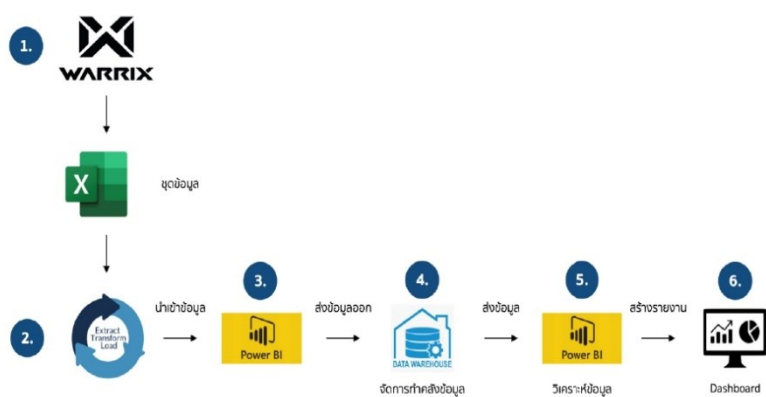 1.
WARRIX
X
ชุดข้อมูล
2.
Extract
Transform
Load
นำเข้าข้อมูล
3.
Power BI
ส่งข้อมูลออก
4.
DATA WAREHOUSE
จัดการทำคลังข้อมูล
ส่งข้อมูล
5.
Power BI
วิเคราะห์ข้อมูล
สร้างรายงาน
6.
Dashboard